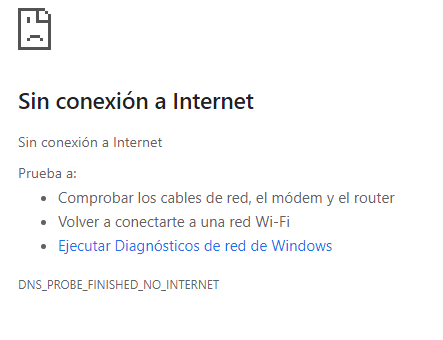 Sin conexión a Internet
Sin conexión a Internet
Prueba a:
Comprobar los cables de red, el módem y el router
Volver a conectarte a una red Wi-Fi
Ejecutar Diagnósticos de red de Windows
DNS_PROBE_FINISHED_NO_INTERNET